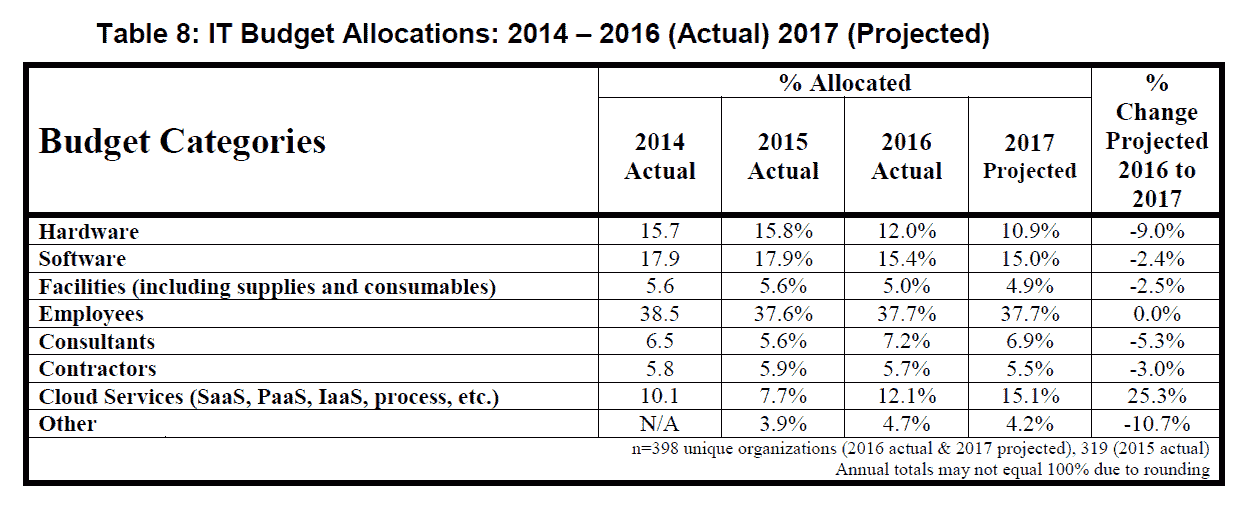 Table 8: IT Budget Allocations: 2014 – 2016 (Actual) 2017 (Projected)
Budget Categories
% Allocated
% Change Projected 2016 to 2017
2014 Actual
2015 Actual
2016 Actual
2017 Projected
Hardware 15.7 15.8% 12.0% 10.9% -9.0%
Software 17.9 17.9% 15.4% 15.0% -2.4%
Facilities (including supplies and consumables) 5.6 5.6% 5.0% 4.9% -2.5%
Employees 38.5 37.6% 37.7% 37.7% 0.0%
Consultants 6.5 5.6% 7.2% 6.9% -5.3%
Contractors 5.8 5.9% 5.7% 5.5% -3.0%
Cloud Services (SaaS, PaaS, IaaS, process, etc.) 10.1 7.7% 12.1% 15.1% 25.3%
Other N/A 3.9% 4.7% 4.2% -10.7%
n=398 unique organizations (2016 actual & 2017 projected), 319 (2015 actual)
Annual totals may not equal 100% due to rounding